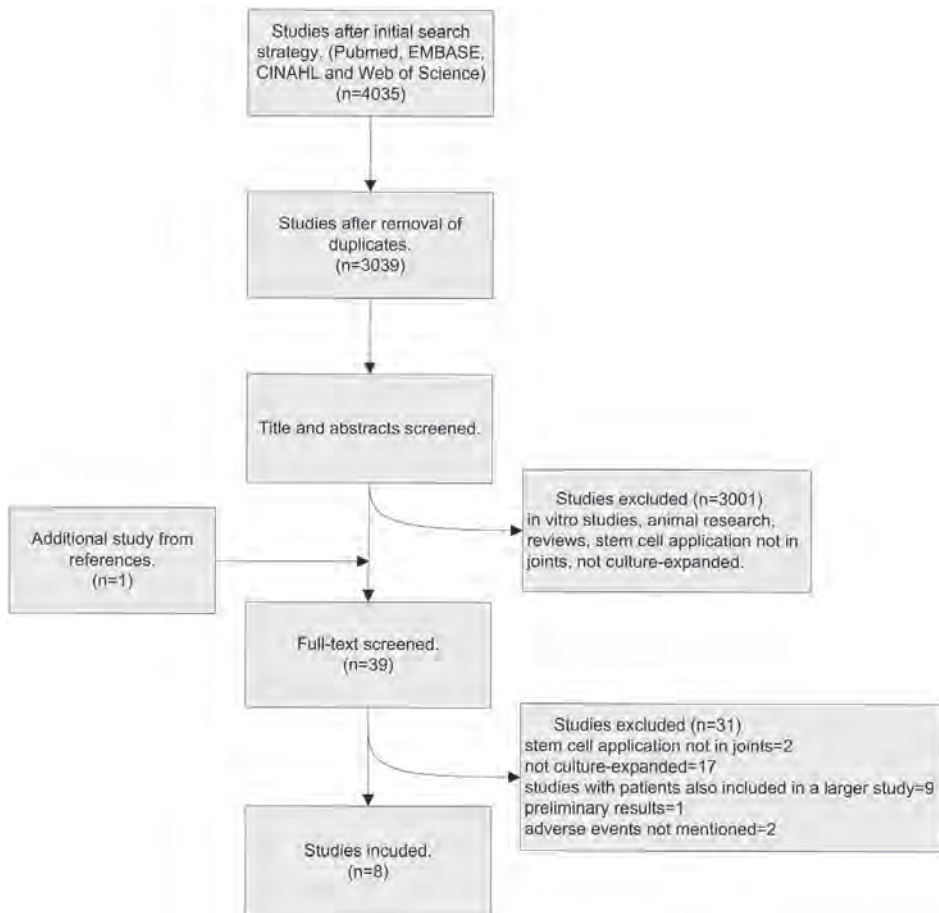 Studies after initial search
strategy. (Pubmed, EMBASE,
CINAHL and Web of Science)
(n=4035)
Studies after removal of
duplicates.
(n=3039)
Title and abstracts screened.
Studies excluded (n=3001)
in vitro studies, animal research,
reviews, stem cell application not in
joints, not culture-expanded.
Additional study from
references.
(n=1)
Full-text screened.
(n=39)
Studies excluded (n=31)
stem cell application not in joints=2
not culture-expanded=17
studies with patients also included in a larger study=9
preliminary results=1
adverse events not mentioned=2
Studies incuded.
(n=8)